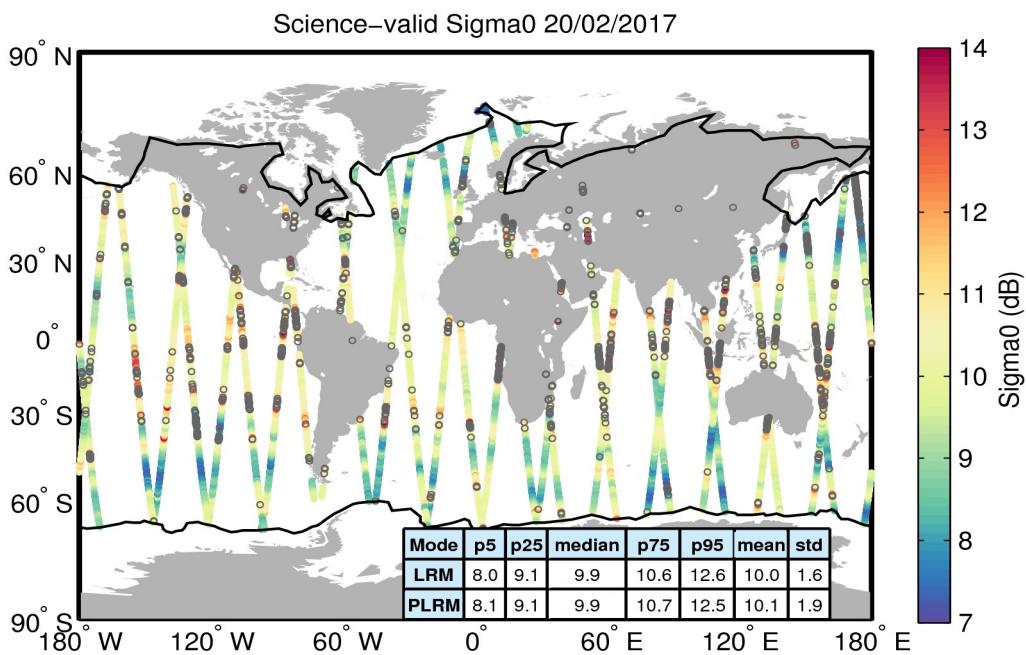 Science−valid Sigma0 20/02/2017
90° N
60° N
30° N
0°
30° S
60° S
90° S
180° W
120° W
60° W
0°
60° E
120° E
180° E
Mode p5 p25 median p75 p95 mean std
LRM 8.0 9.1 9.9 10.6 12.6 10.0 1.6
PLRM 8.1 9.1 9.9 10.7 12.5 10.1 1.9
14
13
12
11
10
9
8
7
Sigma0 (dB)